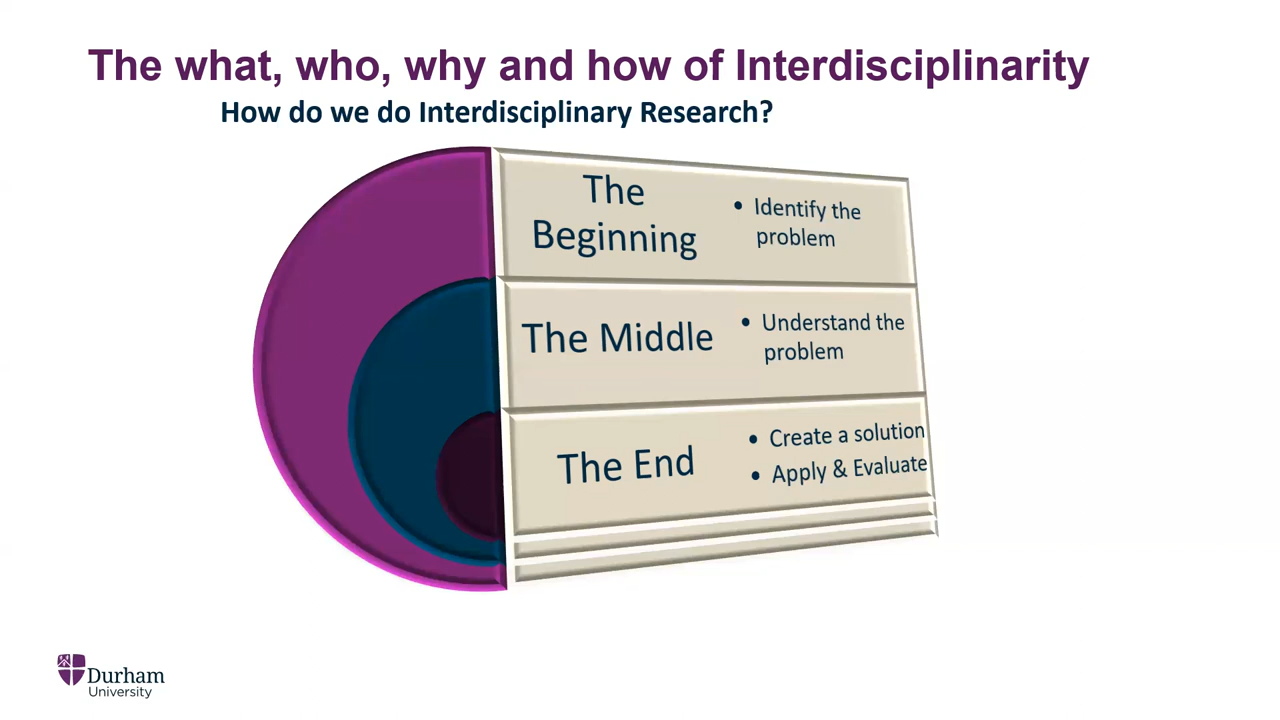 The what, who, why and how of Interdisciplinarity
How do we do Interdisciplinary Research?
The
Beginning
• Identify the
problem
The Middle
• Understand the
problem
The End
• Create a solution
• Apply & Evaluate
Durham
University